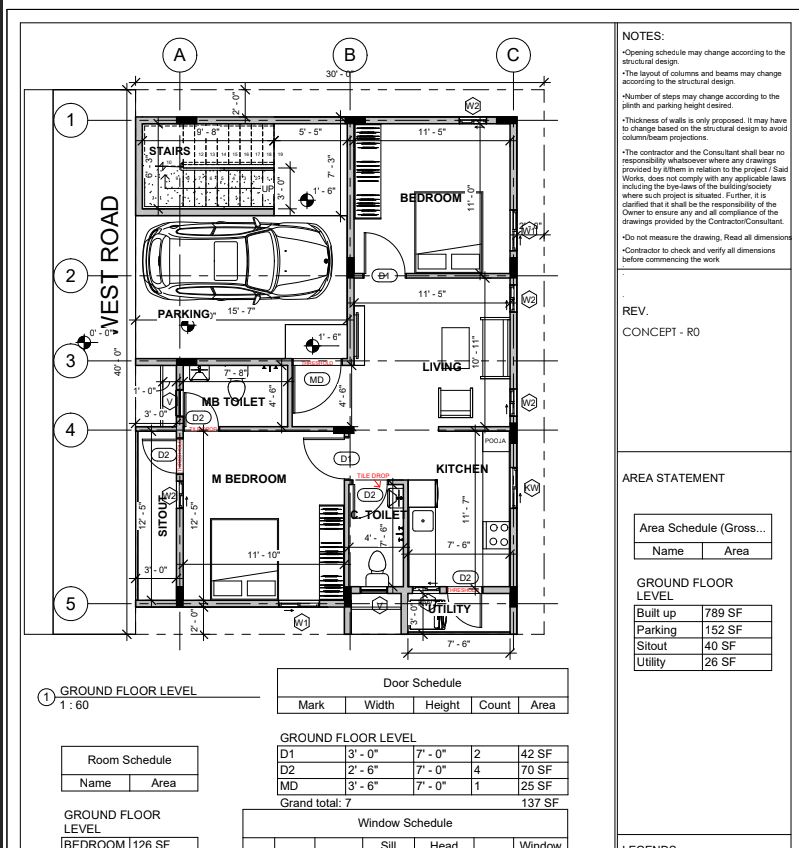 A
B
C
30' - 0"
2' - 0"
W2
1
9' - 8"
5' - 5"
11' - 5"
STAIRS
6' - 3"
7' - 3"
3' - 0"
UP
1' - 6"
BEDROOM
11' - 0"
WEST ROAD
2
D1
11' - 5"
W2
PARKING
15' - 7"
0' - 0"
1' - 6"
3
THRESHOLD
40' - 0"
7' - 8"
MD
4' - 6"
4' - 6"
LIVING
10' - 11"
1' - 0"
MB TOILET
V
W2
3' - 0"
D2
4
POOJA
D2
D1
M BEDROOM
KITCHEN
TILE DROP
W2
D2
KW
SITOUT
12' - 5"
12' - 5"
C. TOILET
11' - 7"
4' -
7' - 6"
7' - 6"
11' - 10"
3' - 0"
D2
THRESHOLD
5
V
UTILITY
3' - 0"
2' - 0"
W1
7' - 6"
1
GROUND FLOOR LEVEL
1 : 60
Door Schedule
Mark Width Height Count Area
GROUND FLOOR LEVEL
D1 3' - 0" 7' - 0" 2 42 SF
D2 2' - 6" 7' - 0" 4 70 SF
MD 3' - 6" 7' - 0" 1 25 SF
Grand total: 7 137 SF
Room Schedule
Name Area
GROUND FLOOR
LEVEL
BEDROOM 126 SF
Window Schedule
Sill Head Window
NOTES:
•Opening schedule may change according to the
structural design.
•The layout of columns and beams may change
according to the structural design.
•Number of steps may change according to the
plinth and parking height desired.
•Thickness of walls is only proposed. It may have
to change based on the structural design to avoid
column/beam projections.
•The contractor and the Consultant shall bear no
responsibility whatsoever where any drawings
provided by it/them in relation to the project / Said
Works, does not comply with any applicable laws
including the bye-laws of the building/society
where such project is situated. Further, it is
clarified that it shall be the responsibility of the
Owner to ensure any and all compliance of the
drawings provided by the Contractor/Consultant.
•Do not measure the drawing, Read all dimensions
•Contractor to check and verify all dimensions
before commencing the work
REV.
CONCEPT - R0
AREA STATEMENT
Area Schedule (Gross...
Name Area
GROUND FLOOR
LEVEL
Built up 789 SF
Parking 152 SF
Sitout 40 SF
Utility 26 SF
LEGENDS